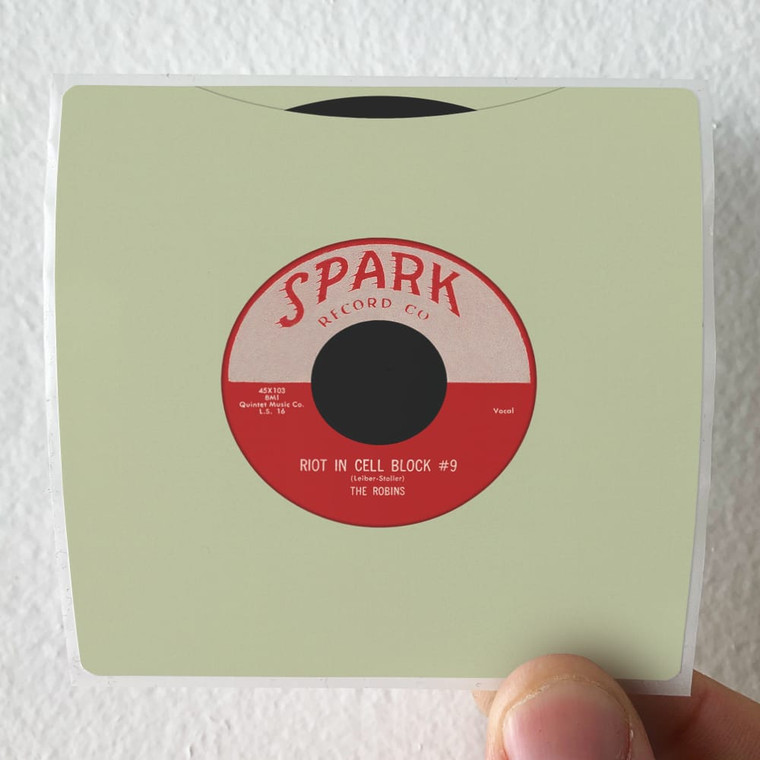 SPARK
RECORD CO
45X103
BMI
Quintet Music Co.
L.S. 16
Vocal
RIOT IN CELL BLOCK #9
(Leiber-Stoller)
THE ROBINS